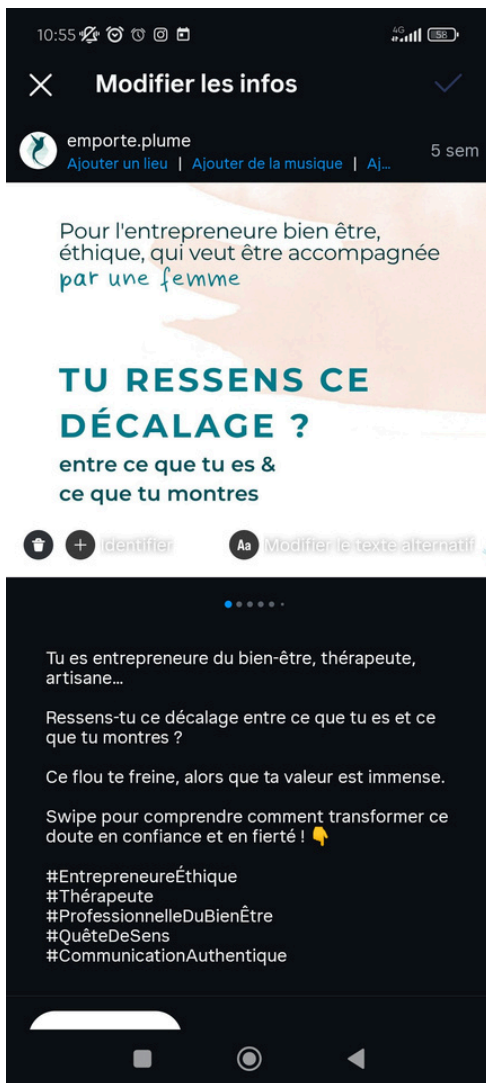 10:55
4G
58
Modifier les infos
emporte.plume
Ajouter un lieu | Ajouter de la musique | Aj...
5 sem
Pour l'entrepreneure bien être,
éthique, qui veut être accompagnée
par une femme
TU RESSENS CE
DÉCALAGE ?
entre ce que tu es &
ce que tu montres
Identifier
Aa Modifier le texte alternatif
Tu es entrepreneure du bien-être, thérapeute,
artisane...
Ressens-tu ce décalage entre ce que tu es et ce
que tu montres ?
Ce flou te freine, alors que ta valeur est immense.
Swipe pour comprendre comment transformer ce
doute en confiance et en fierté ! 👇
#EntrepreneureÉthique
#Thérapeute
#ProfessionnelleDuBienÊtre
#QuêteDeSens
#CommunicationAuthentique